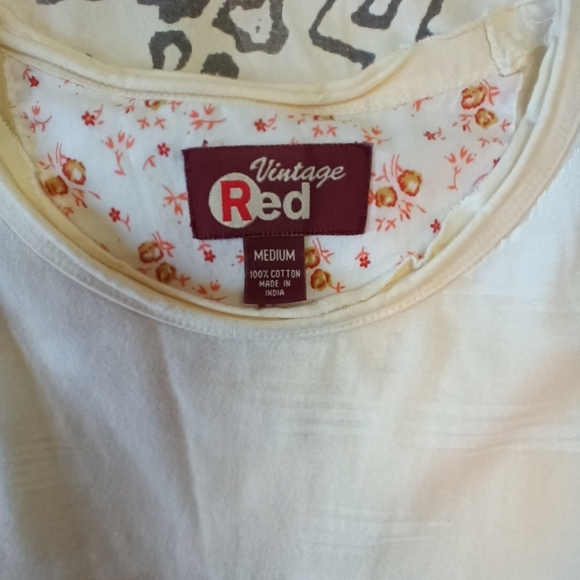 Vintage
Red
MEDIUM
100% COTTON
MADE IN
INDIA